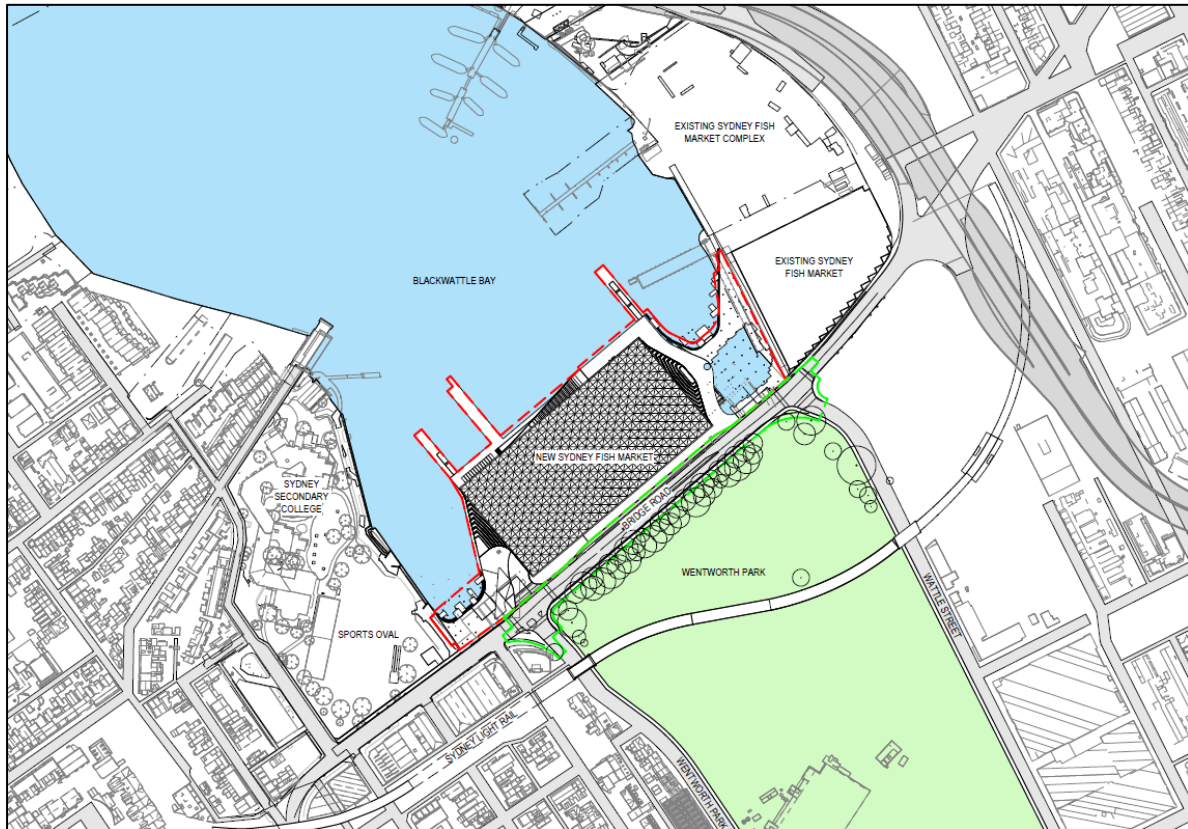 EXISTING SYDNEY FISH
MARKET COMPLEX
EXISTING SYDNEY
FISH MARKET
BLACKWATTLE BAY
NEW SYDNEY FISH MARKET
SYDNEY
SECONDARY
COLLEGE
BRIDGE ROAD
WENTWORTH PARK
WATTLE STREET
SPORTS OVAL
SYDNEY LIGHT RAIL
WENTWORTH PARK